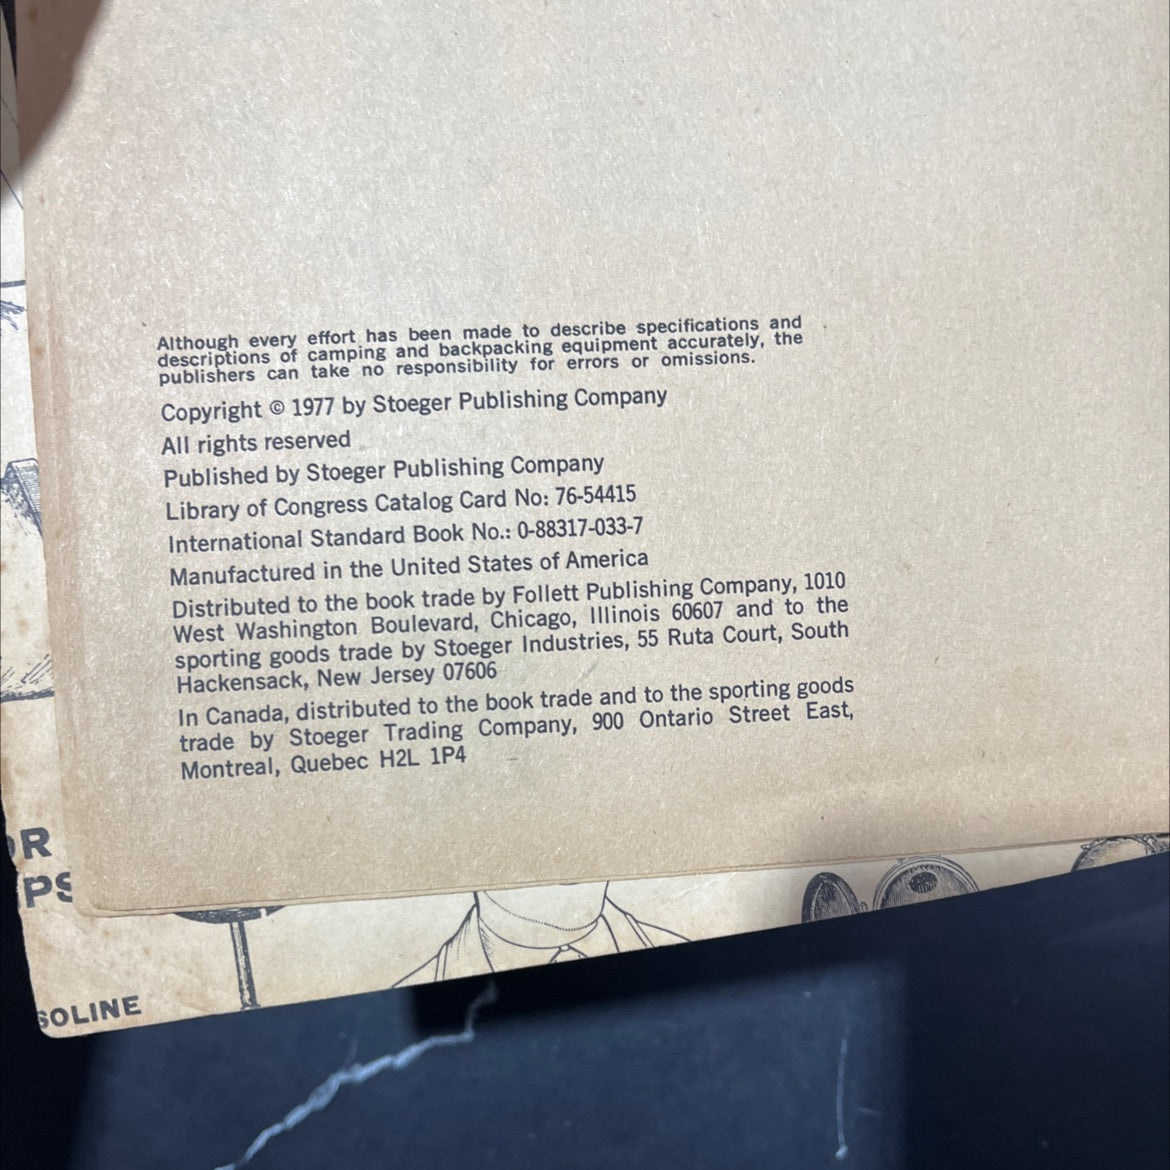 Although every effort has been made to describe specifications and
descriptions of camping and backpacking equipment accurately, the
publishers can take no responsibility for errors or omissions.
Copyright © 1977 by Stoeger Publishing Company
All rights reserved
Published by Stoeger Publishing Company
Library of Congress Catalog Card No: 76-54415
International Standard Book No.: 0-88317-033-7
Manufactured in the United States of America
Distributed to the book trade by Follett Publishing Company, 1010
West Washington Boulevard, Chicago, Illinois 60607 and to the
sporting goods trade by Stoeger Industries, 55 Ruta Court, South
Hackensack, New Jersey 07606
In Canada, distributed to the book trade and to the sporting goods
trade by Stoeger Trading Company, 900 Ontario Street East,
Montreal, Quebec H2L 1P4
OR
PS
SOLINE